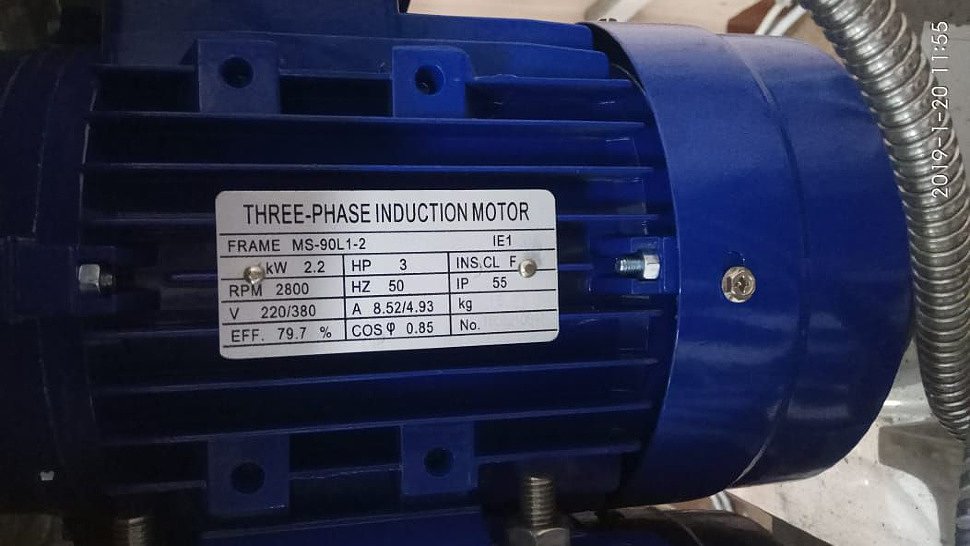 THREE-PHASE INDUCTION MOTOR
FRAME MS-90L1-2 IE1
kW 2.2 HP 3 INS.CL F
RPM 2800 HZ 50 IP 55
V 220/380 A 8.52/4.93 kg
EFF. 79.7 % COS φ 0.85 No.
2019-1-20 11:55